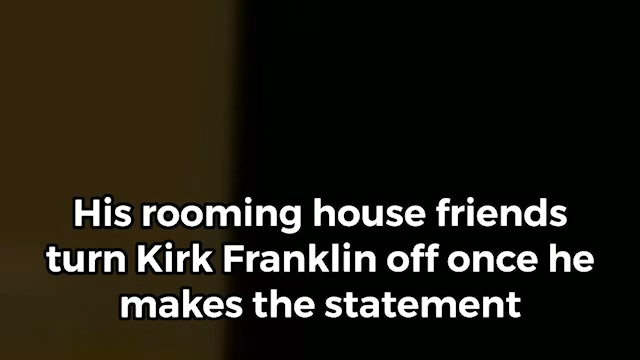 His rooming house friends
turn Kirk Franklin off once he
makes the statement